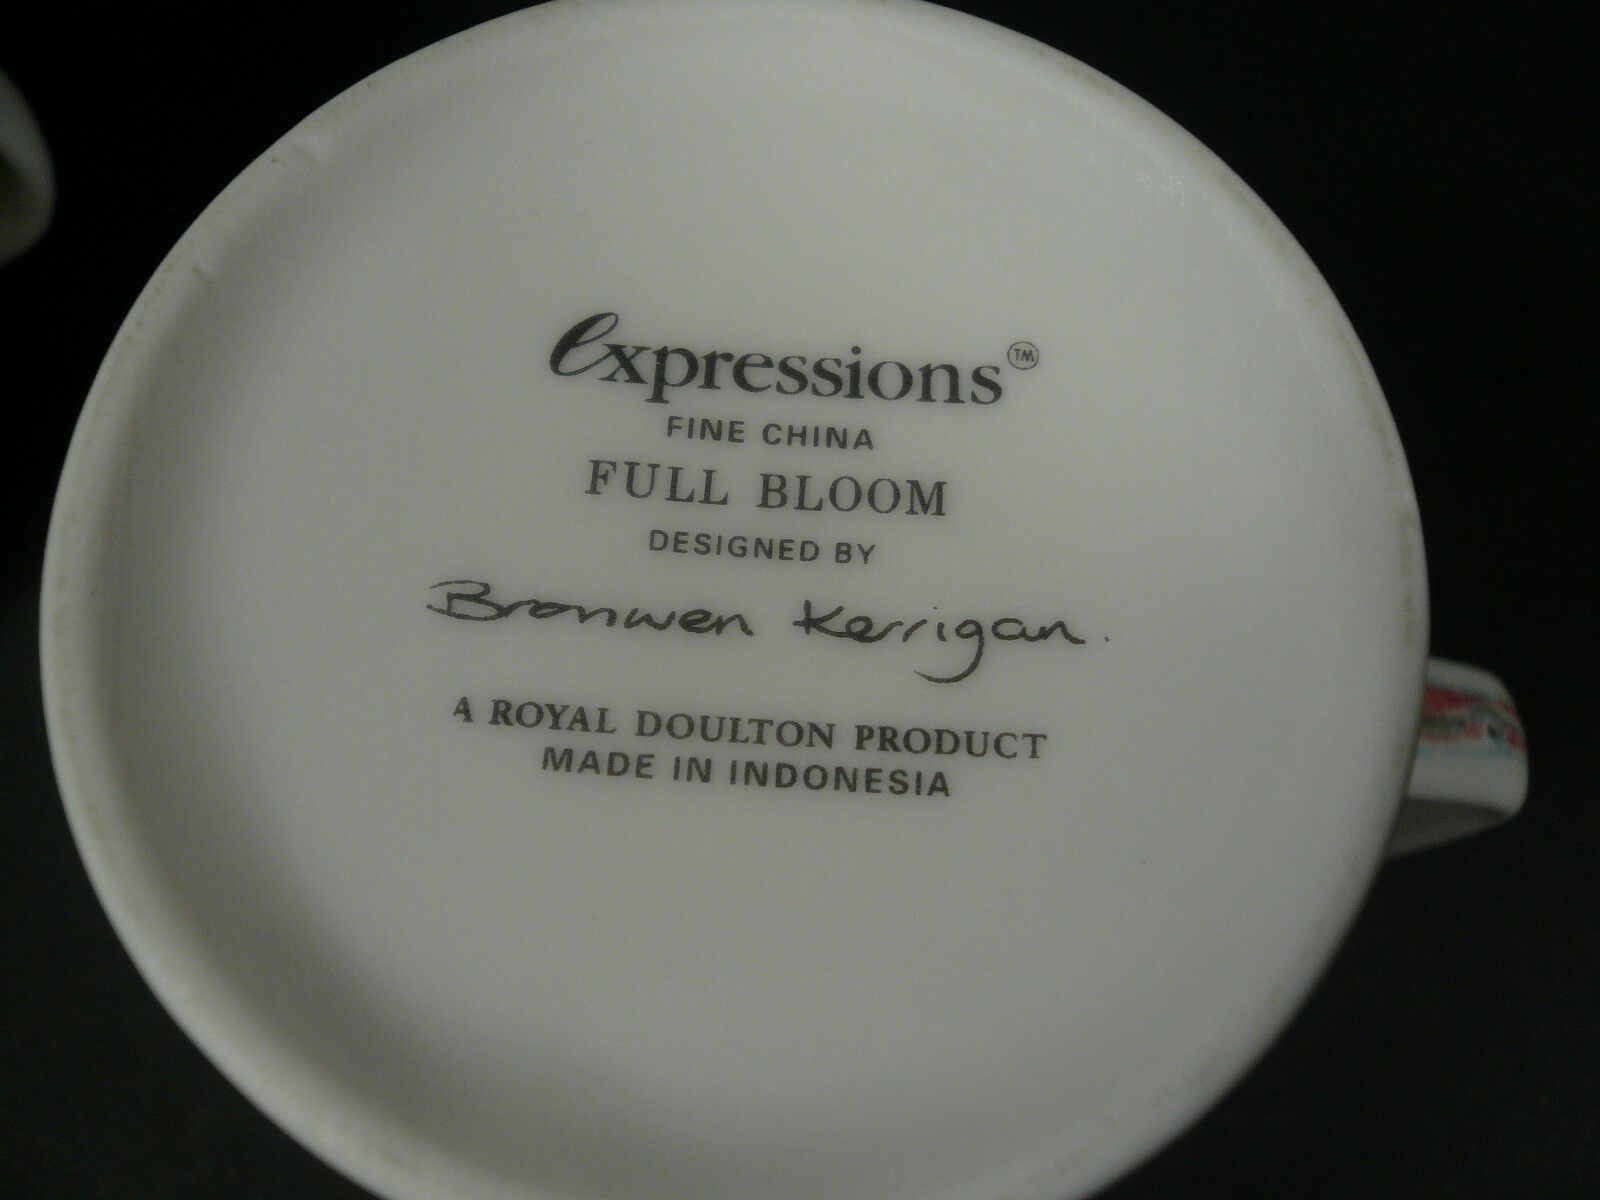 expressions™
FINE CHINA
FULL BLOOM
DESIGNED BY
Bronwen Kerrigan.
A ROYAL DOULTON PRODUCT
MADE IN INDONESIA